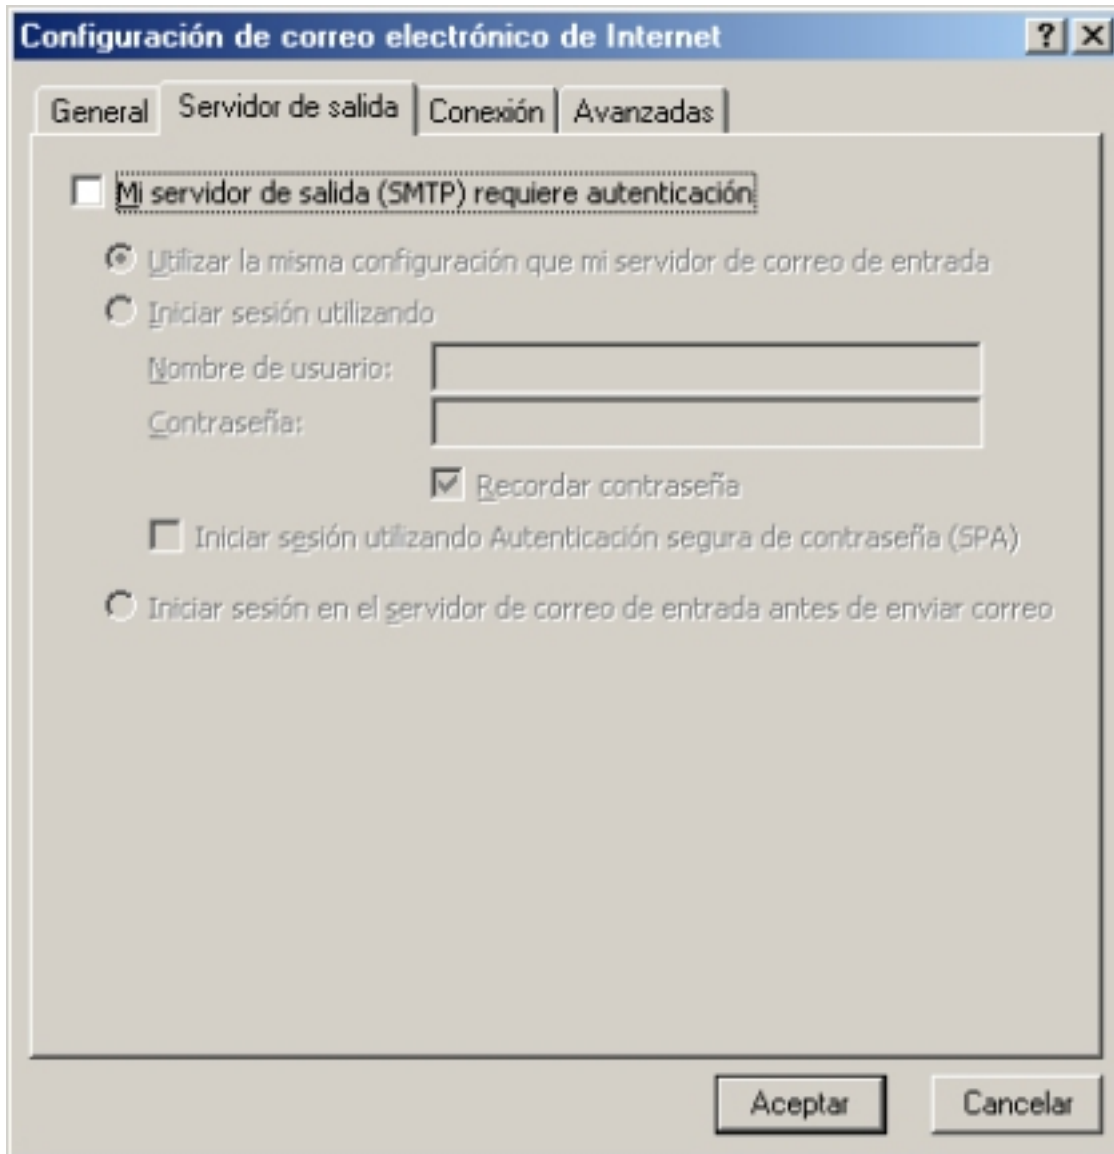 Configuración de correo electrónico de Internet
General Servidor de salida Conexión Avanzadas
Mi servidor de salida (SMTP) requiere autenticación
Utilizar la misma configuración que mi servidor de correo de entrada
Iniciar sesión utilizando
Nombre de usuario:
Contraseña:
Recordar contraseña
Iniciar sesión utilizando Autenticación segura de contraseña (SPA)
Iniciar sesión en el servidor de correo de entrada antes de enviar correo
Aceptar Cancelar